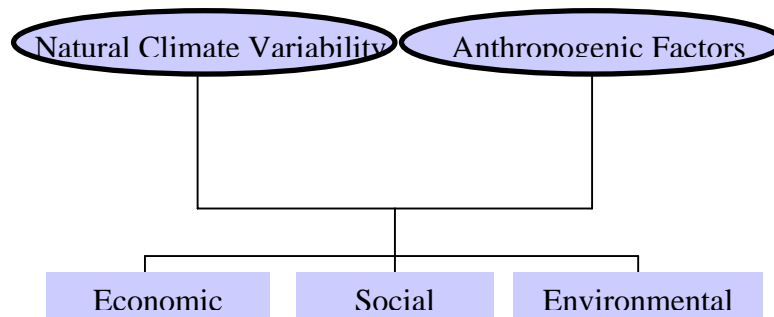 Natural Climate Variability
Anthropogenic Factors
Economic
Social
Environmental